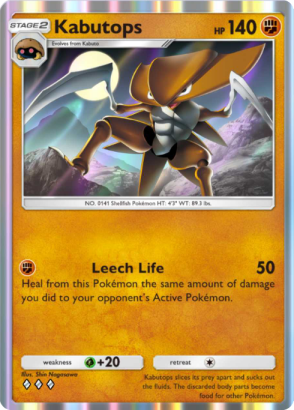 STAGE 2 Kabutops HP 140
Evolves from Kabuto
NO. 0141 Shellfish Pokémon HT: 4'3" WT: 89.3 lbs.
Leech Life 50
Heal from this Pokémon the same amount of
damage you did to your opponent's Active Pokémon.
weakness +20 retreat
Illus. Shin Nagasawa
Kabutops slices its prey apart and sucks out
the fluids. The discarded body parts become
food for other Pokémon.